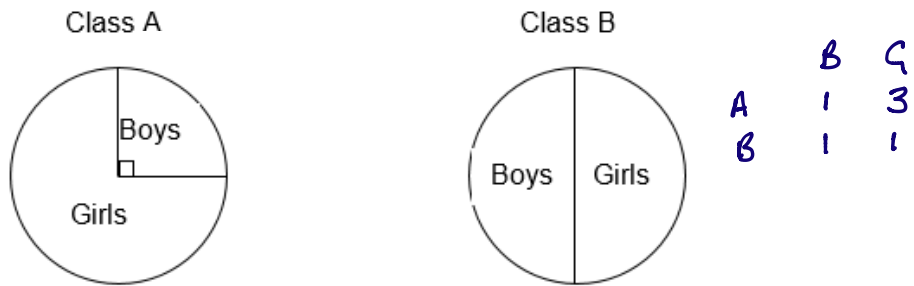 Class A
Boys
Girls
Class B
Boys Girls
B G
A 1 3
B 1 1